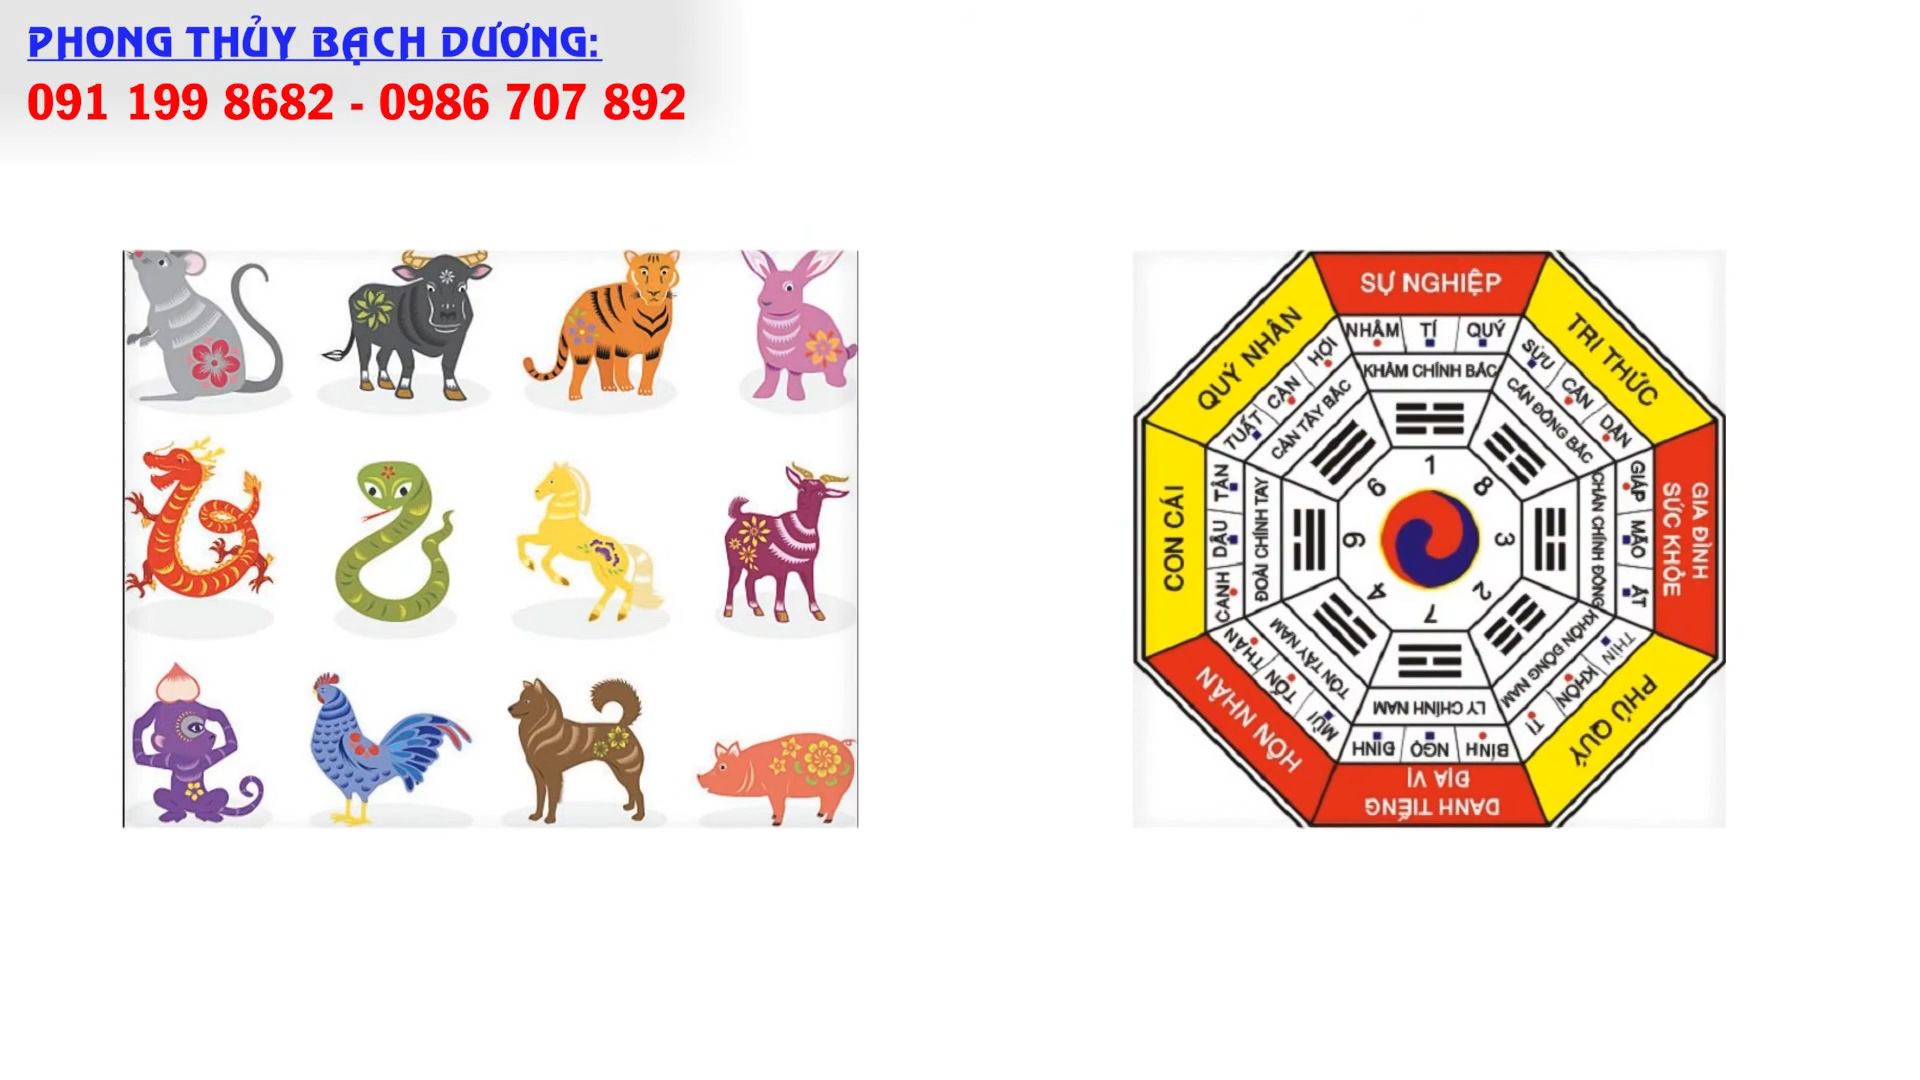 PHONG THỦY BẠCH DƯƠNG:
091 199 8682 - 0986 707 892
SỰ NGHIỆP
TRI THỨC
GIA ĐÌNH
SỨC KHỎE
PHÚ QUÝ
DANH TIẾNG
ĐỊA VỊ
HÔN NHÂN
CON CÁI
QUÝ NHÂN
NHÂM TÍ QUÝ
SỬU CẤN DẦN
GIÁP MÃO ẤT
THÌN KHÔN TỊ
BÍNH NGỌ ĐINH
MÙI TỐN THÂN
CANH DẬU TÂN
TUẤT CÀN HỢI
KHẢM CHÍNH BẮC
CẤN ĐÔNG BẮC
CHẤN CHÍNH ĐÔNG
KHÔN ĐÔNG NAM
LY CHÍNH NAM
TỐN TÂY NAM
ĐOÀI CHÍNH TAY
CÀN TÂY BẮC
1
8
3
2
7
4
6
9